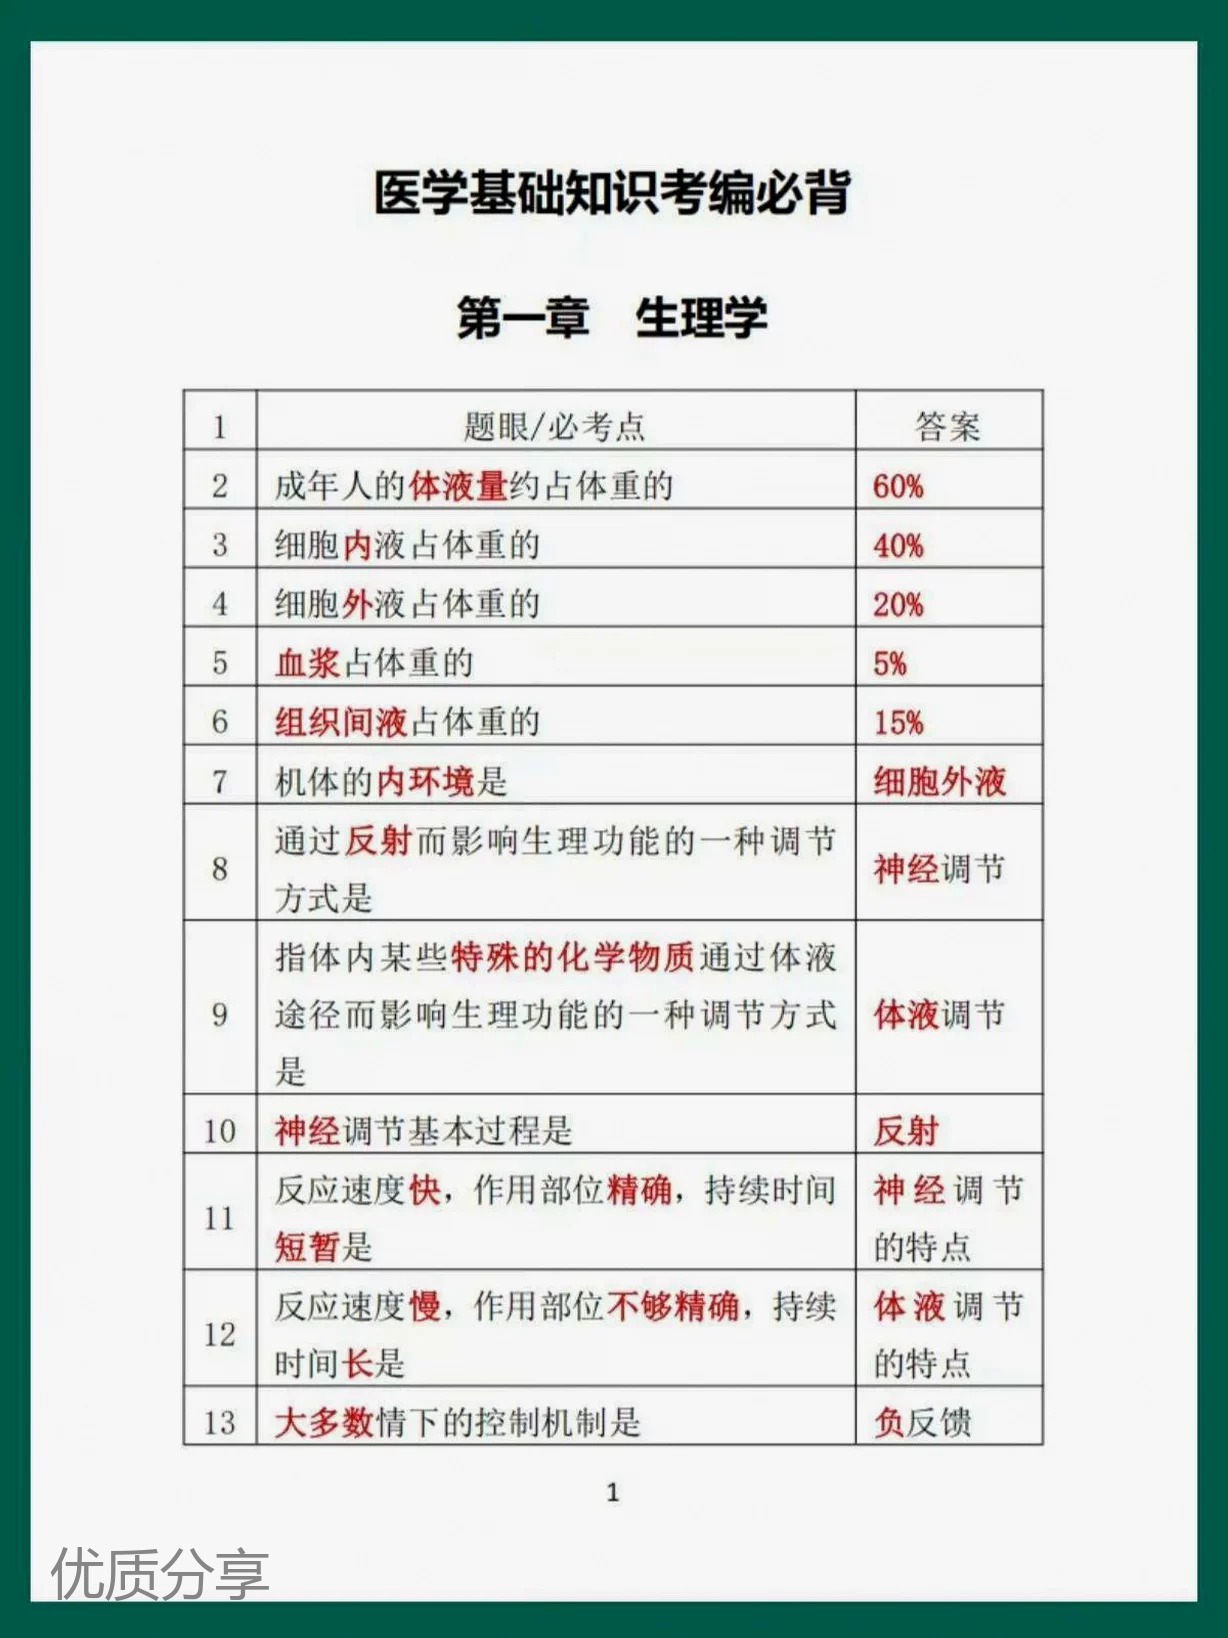 医学基础知识考编必背
第一章 生理学
1 题眼/必考点 答案
2 成年人的体液量约占体重的 60%
3 细胞内液占体重的 40%
4 细胞外液占体重的 20%
5 血浆占体重的 5%
6 组织间液占体重的 15%
7 机体的内环境是 细胞外液
8 通过反射而影响生理功能的一种调节
方式是
神经调节
9 指体内某些特殊的化学物质通过体液
途径而影响生理功能的一种调节方式
是
体液调节
10 神经调节基本过程是 反射
11 反应速度快，作用部位精确，持续时间
短暂是
神经调节
的特点
12 反应速度慢，作用部位不够精确，持续
时间长是
体液调节
的特点
13 大多数情下的控制机制是 负反馈
1
优质分享